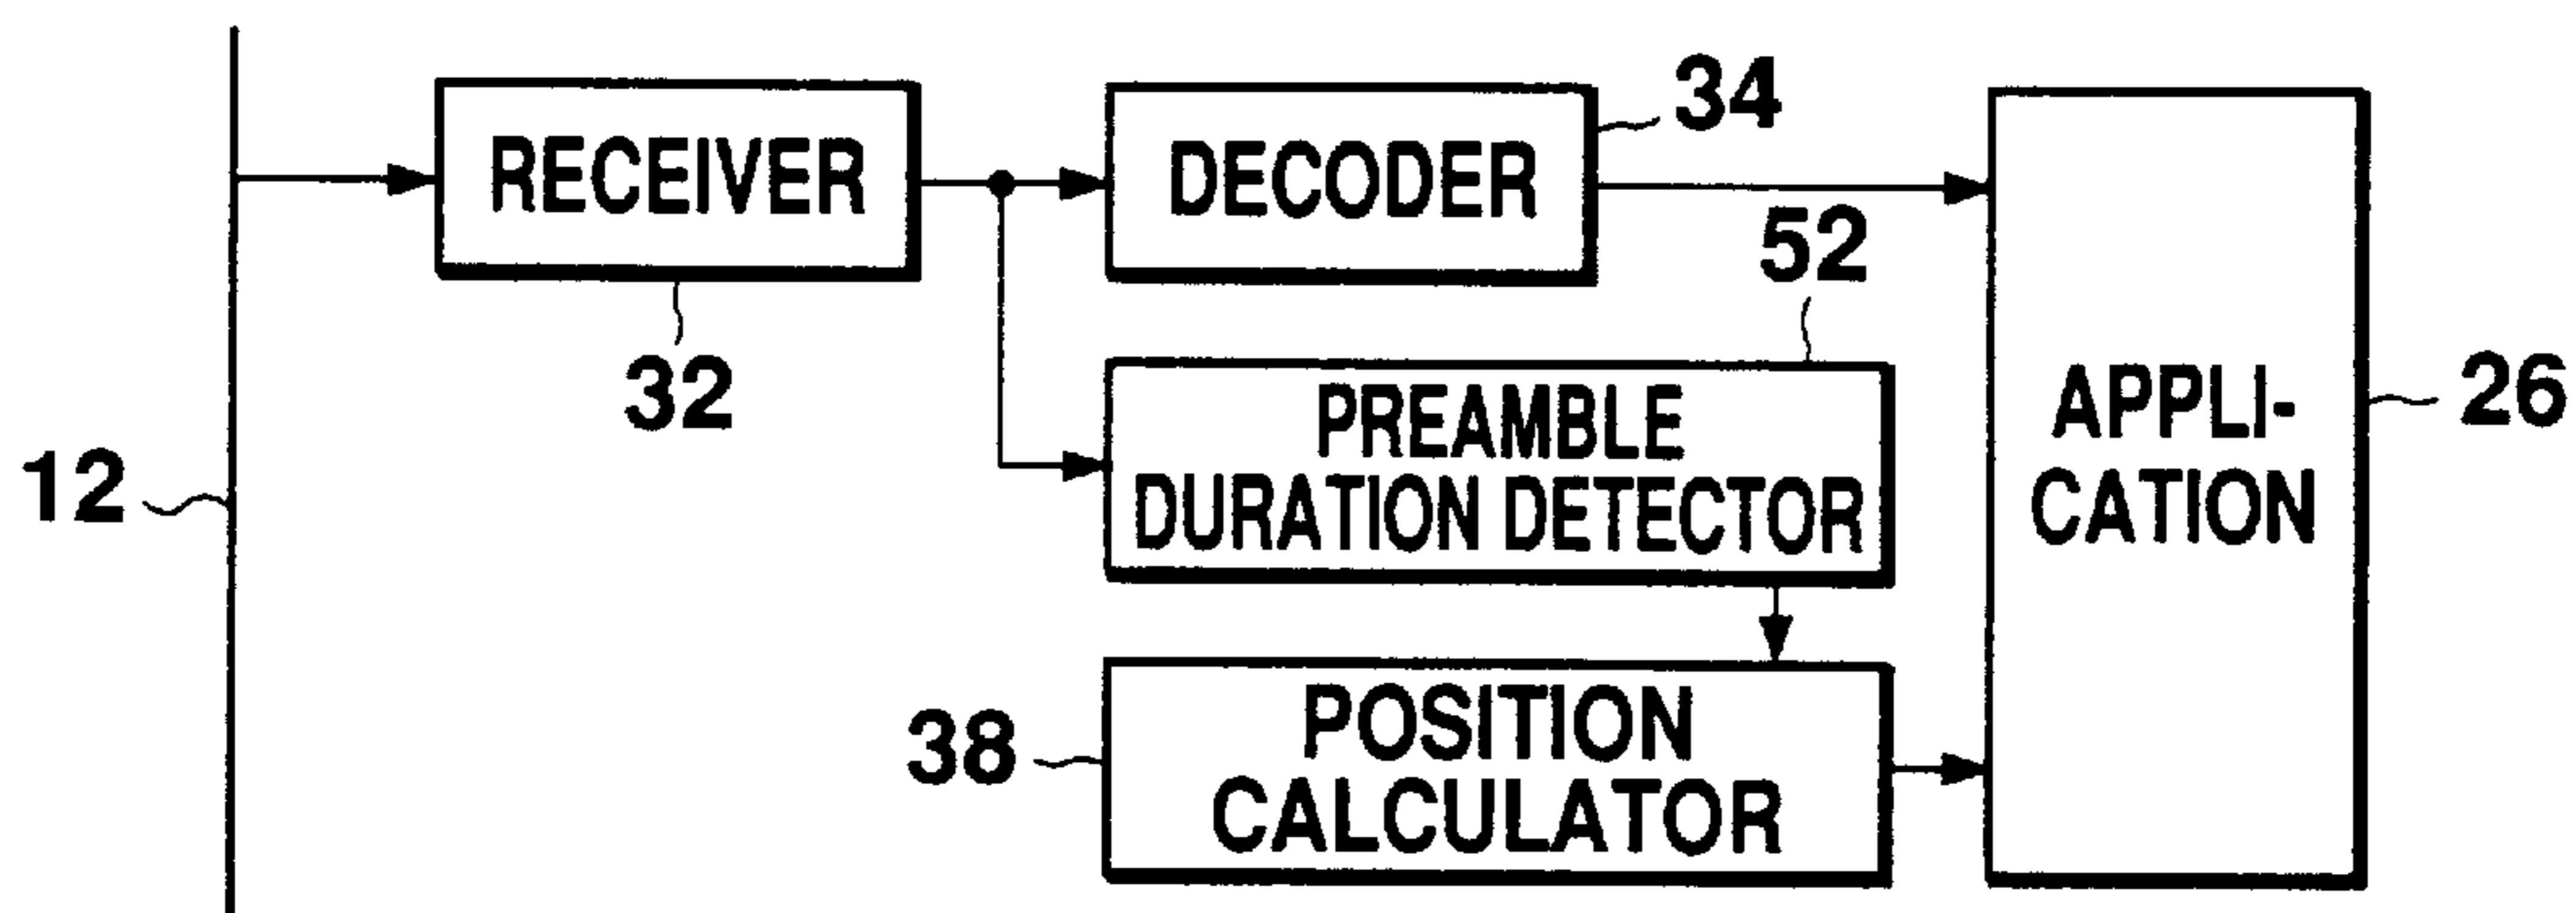 RECEIVER
32
DECODER
34
52
PREAMBLE
DURATION DETECTOR
12
38
POSITION
CALCULATOR
APPLI-
CATION
26